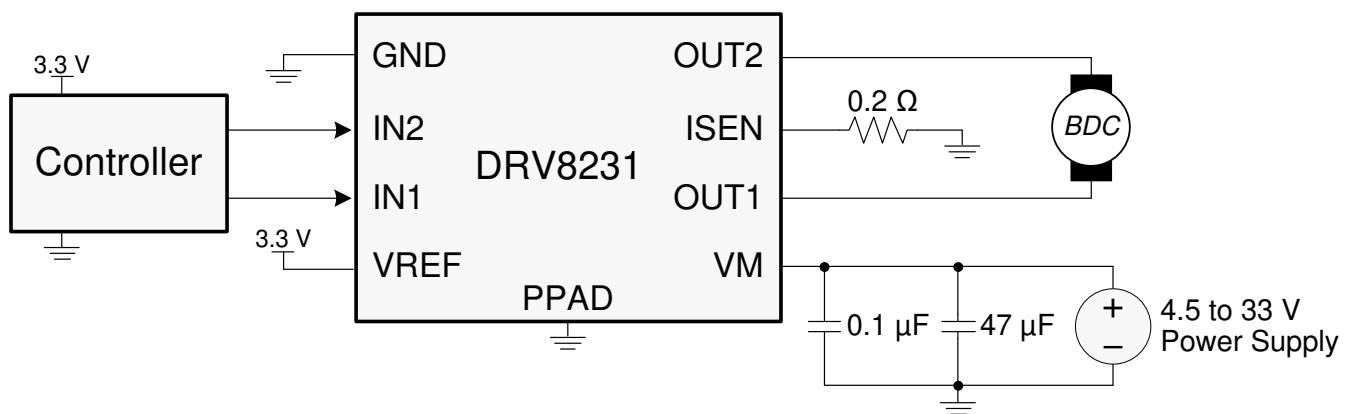 3.3 V
Controller
3.3 V
GND
IN2
IN1
VREF
DRV8231
PPAD
OUT2
ISEN
OUT1
VM
0.2 Ω
BDC
0.1 µF
47 µF
+
–
4.5 to 33 V
Power Supply